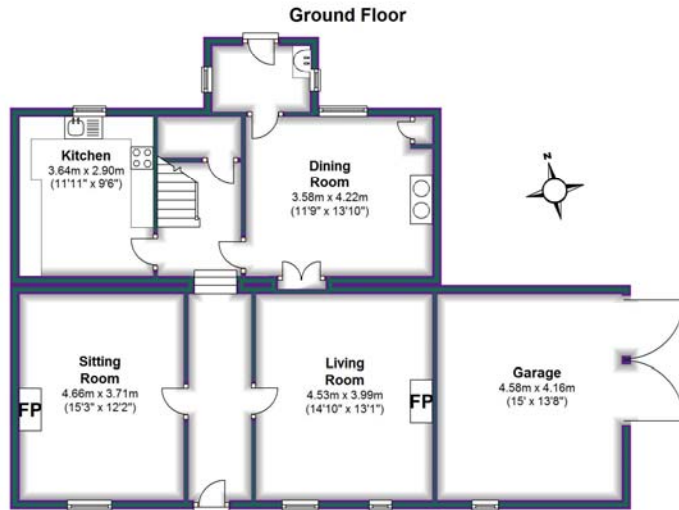 Ground Floor
Kitchen
3.64m x 2.90m
(11'11" x 9'6")
Dining
Room
3.58m x 4.22m
(11'9" x 13'10")
N
Sitting
Room
4.66m x 3.71m
(15'3" x 12'2")
FP
Living
Room
4.53m x 3.99m
(14'10" x 13'1")
FP
Garage
4.58m x 4.16m
(15' x 13'8")